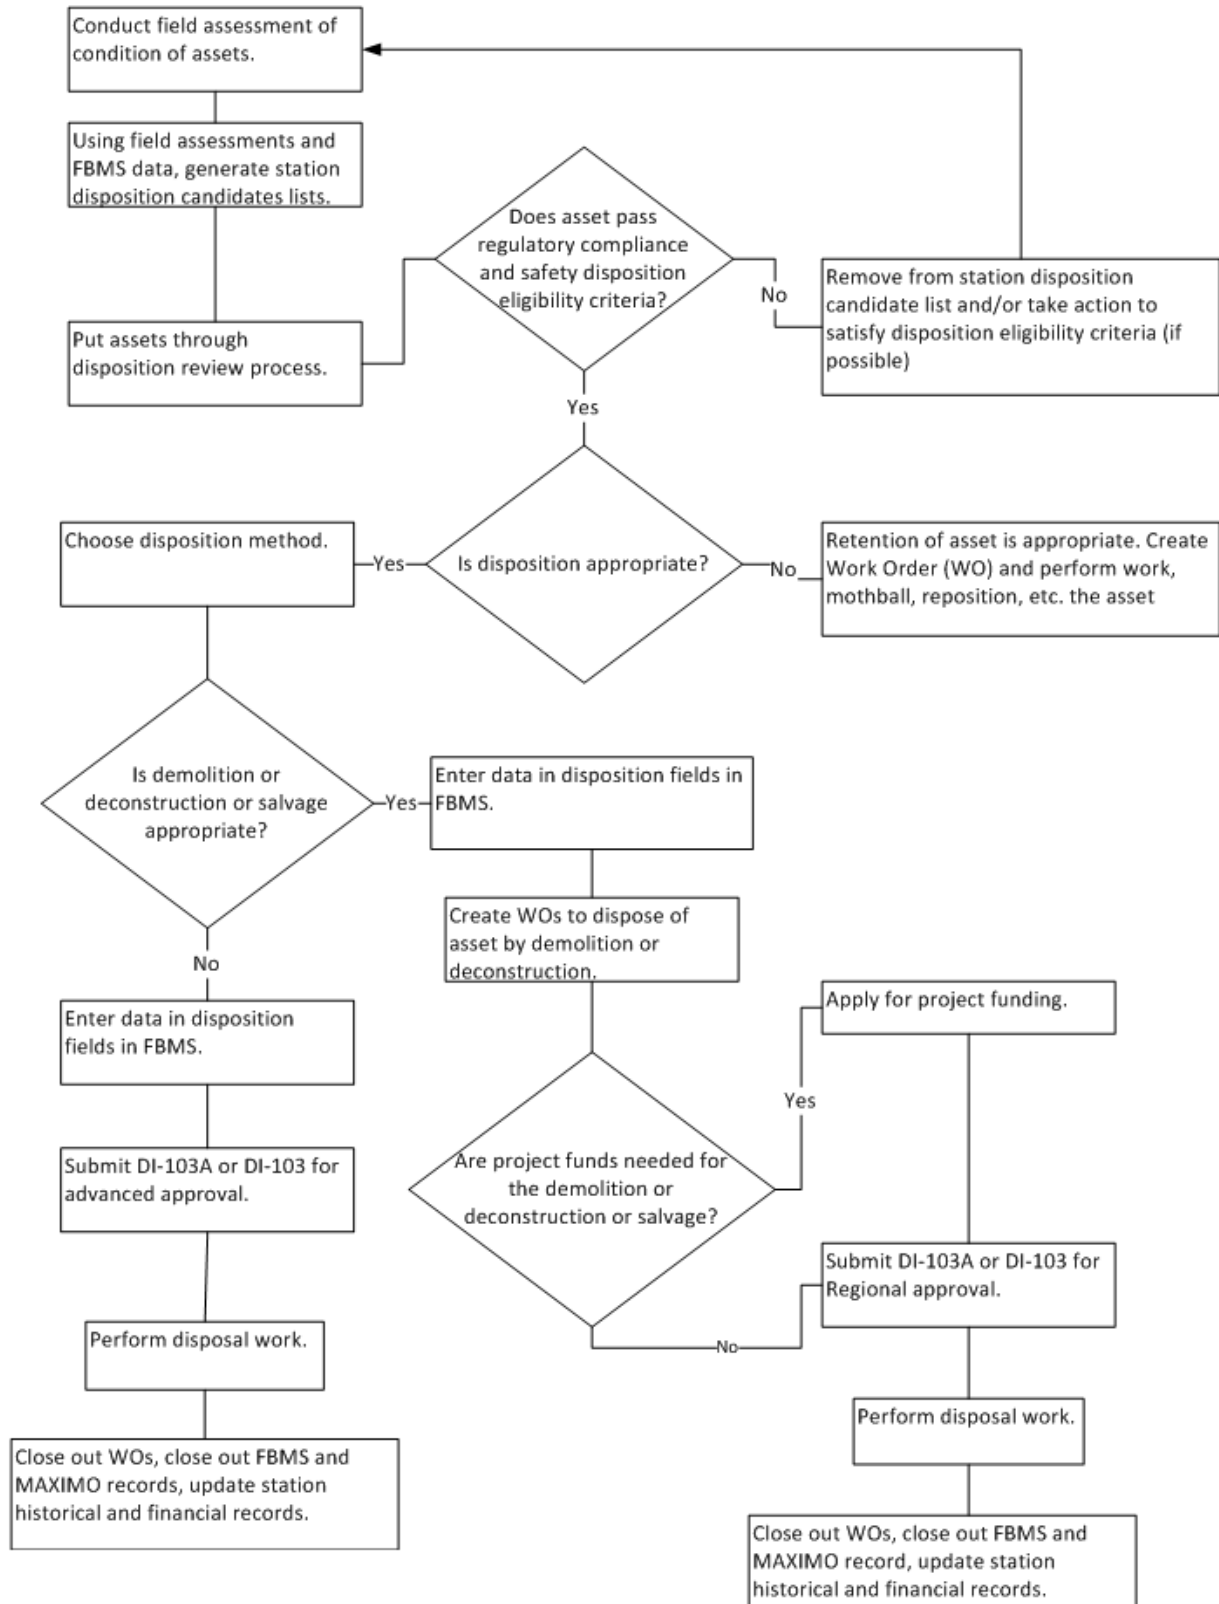 Conduct field assessment of
condition of assets.
Using field assessments and
FBMS data, generate station
disposition candidates lists.
Put assets through
disposition review process.
Does asset pass
regulatory compliance
and safety disposition
eligibility criteria?
No
Remove from station disposition
candidate list and/or take action to
satisfy disposition eligibility criteria (if
possible)
Yes
Is disposition appropriate?
No
Retention of asset is appropriate. Create
Work Order (WO) and perform work,
mothball, reposition, etc. the asset
Yes
Choose disposition method.
Is demolition or
deconstruction or salvage
appropriate?
Yes
Enter data in disposition fields in
FBMS.
Create WOs to dispose of
asset by demolition or
deconstruction.
Are project funds needed for
the demolition or
deconstruction or salvage?
Yes
Apply for project funding.
No
Submit DI-103A or DI-103 for
Regional approval.
Perform disposal work.
Close out WOs, close out FBMS and
MAXIMO record, update station
historical and financial records.
No
Enter data in disposition
fields in FBMS.
Submit DI-103A or DI-103 for
advanced approval.
Perform disposal work.
Close out WOs, close out FBMS and
MAXIMO records, update station
historical and financial records.